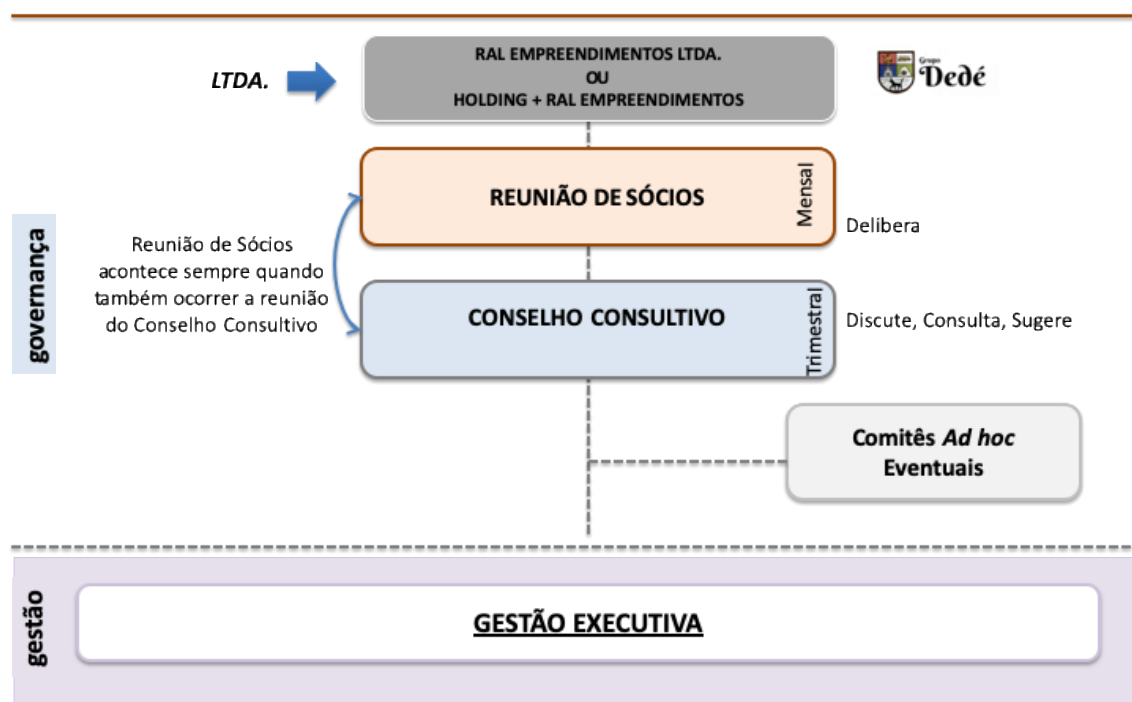 LTDA.
RAL EMPREENDIMENTOS LTDA.
OU
HOLDING + RAL EMPREENDIMENTOS
Grupo
Dedé
REUNIÃO DE SÓCIOS
Mensal
Delibera
governança
Reunião de Sócios
acontece sempre quando
também ocorrer a reunião
do Conselho Consultivo
CONSELHO CONSULTIVO
Trimestral
Discute, Consulta, Sugere
Comitês Ad hoc
Eventuais
gestão
GESTÃO EXECUTIVA